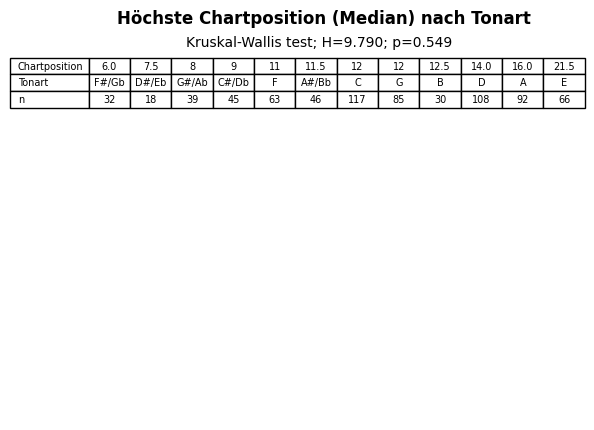 Höchste Chartposition (Median) nach Tonart
Kruskal-Wallis test; H=9.790; p=0.549
Chartposition 6.0 7.5 8 9 11 11.5 12 12 12.5 14.0 16.0 21.5
Tonart F#/Gb D#/Eb G#/Ab C#/Db F A#/Bb C G B D A E
n 32 18 39 45 63 46 117 85 30 108 92 66